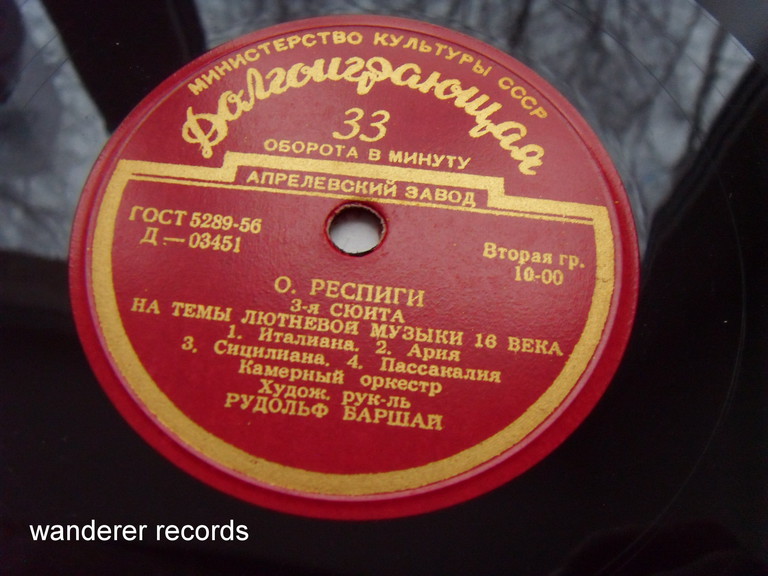 МИНИСТЕРСТВО КУЛЬТУРЫ СССР
Долгоиграющая
33
ОБОРОТА В МИНУТУ
АПРЕЛЕВСКИЙ ЗАВОД
ГОСТ 5289-56
Д — 03451
Вторая гр.
10-00
О. РЕСПИГИ
3-я СЮИТА
НА ТЕМЫ ЛЮТНЕВОЙ МУЗЫКИ 16 ВЕКА
1. Италиана. 2. Ария
3. Сицилиана. 4. Пассакалия
Камерный оркестр
Худож. рук-ль
РУДОЛЬФ БАРШАЙ
wanderer records